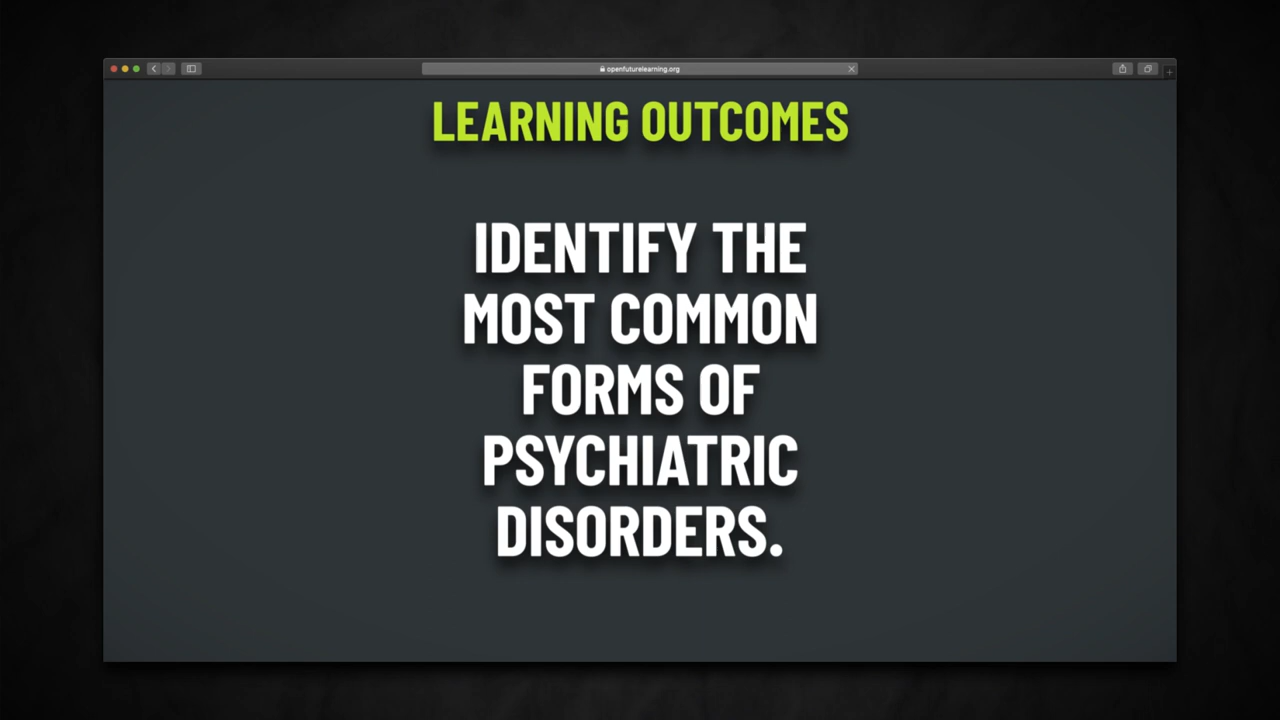 openfuturelearning.org
LEARNING OUTCOMES
IDENTIFY THE
MOST COMMON
FORMS OF
PSYCHIATRIC
DISORDERS.